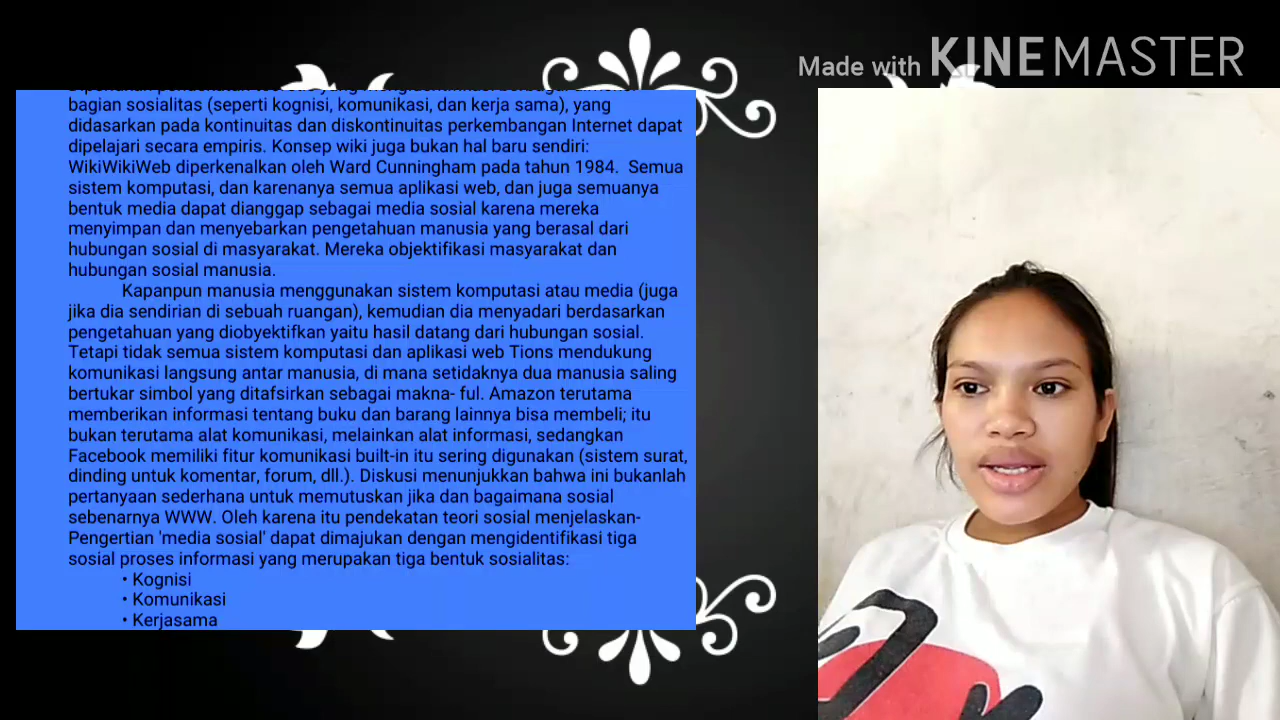 Made with KINEMASTER
bagian sosialitas (seperti kognisi, komunikasi, dan kerja sama), yang
didasarkan pada kontinuitas dan diskontinuitas perkembangan Internet dapat
dipelajari secara empiris. Konsep wiki juga bukan hal baru sendiri:
WikiWikiWeb diperkenalkan oleh Ward Cunningham pada tahun 1984.  Semua
sistem komputasi, dan karenanya semua aplikasi web, dan juga semuanya
bentuk media dapat dianggap sebagai media sosial karena mereka
menyimpan dan menyebarkan pengetahuan manusia yang berasal dari
hubungan sosial di masyarakat. Mereka objektifikasi masyarakat dan
hubungan sosial manusia.
Kapanpun manusia menggunakan sistem komputasi atau media (juga
jika dia sendirian di sebuah ruangan), kemudian dia menyadari berdasarkan
pengetahuan yang diobyektifkan yaitu hasil datang dari hubungan sosial.
Tetapi tidak semua sistem komputasi dan aplikasi web Tions mendukung
komunikasi langsung antar manusia, di mana setidaknya dua manusia saling
bertukar simbol yang ditafsirkan sebagai makna- ful. Amazon terutama
memberikan informasi tentang buku dan barang lainnya bisa membeli; itu
bukan terutama alat komunikasi, melainkan alat informasi, sedangkan
Facebook memiliki fitur komunikasi built-in itu sering digunakan (sistem surat,
dinding untuk komentar, forum, dll.). Diskusi menunjukkan bahwa ini bukanlah
pertanyaan sederhana untuk memutuskan jika dan bagaimana sosial
sebenarnya WWW. Oleh karena itu pendekatan teori sosial menjelaskan-
Pengertian 'media sosial' dapat dimajukan dengan mengidentifikasi tiga
sosial proses informasi yang merupakan tiga bentuk sosialitas:
• Kognisi
• Komunikasi
• Kerjasama